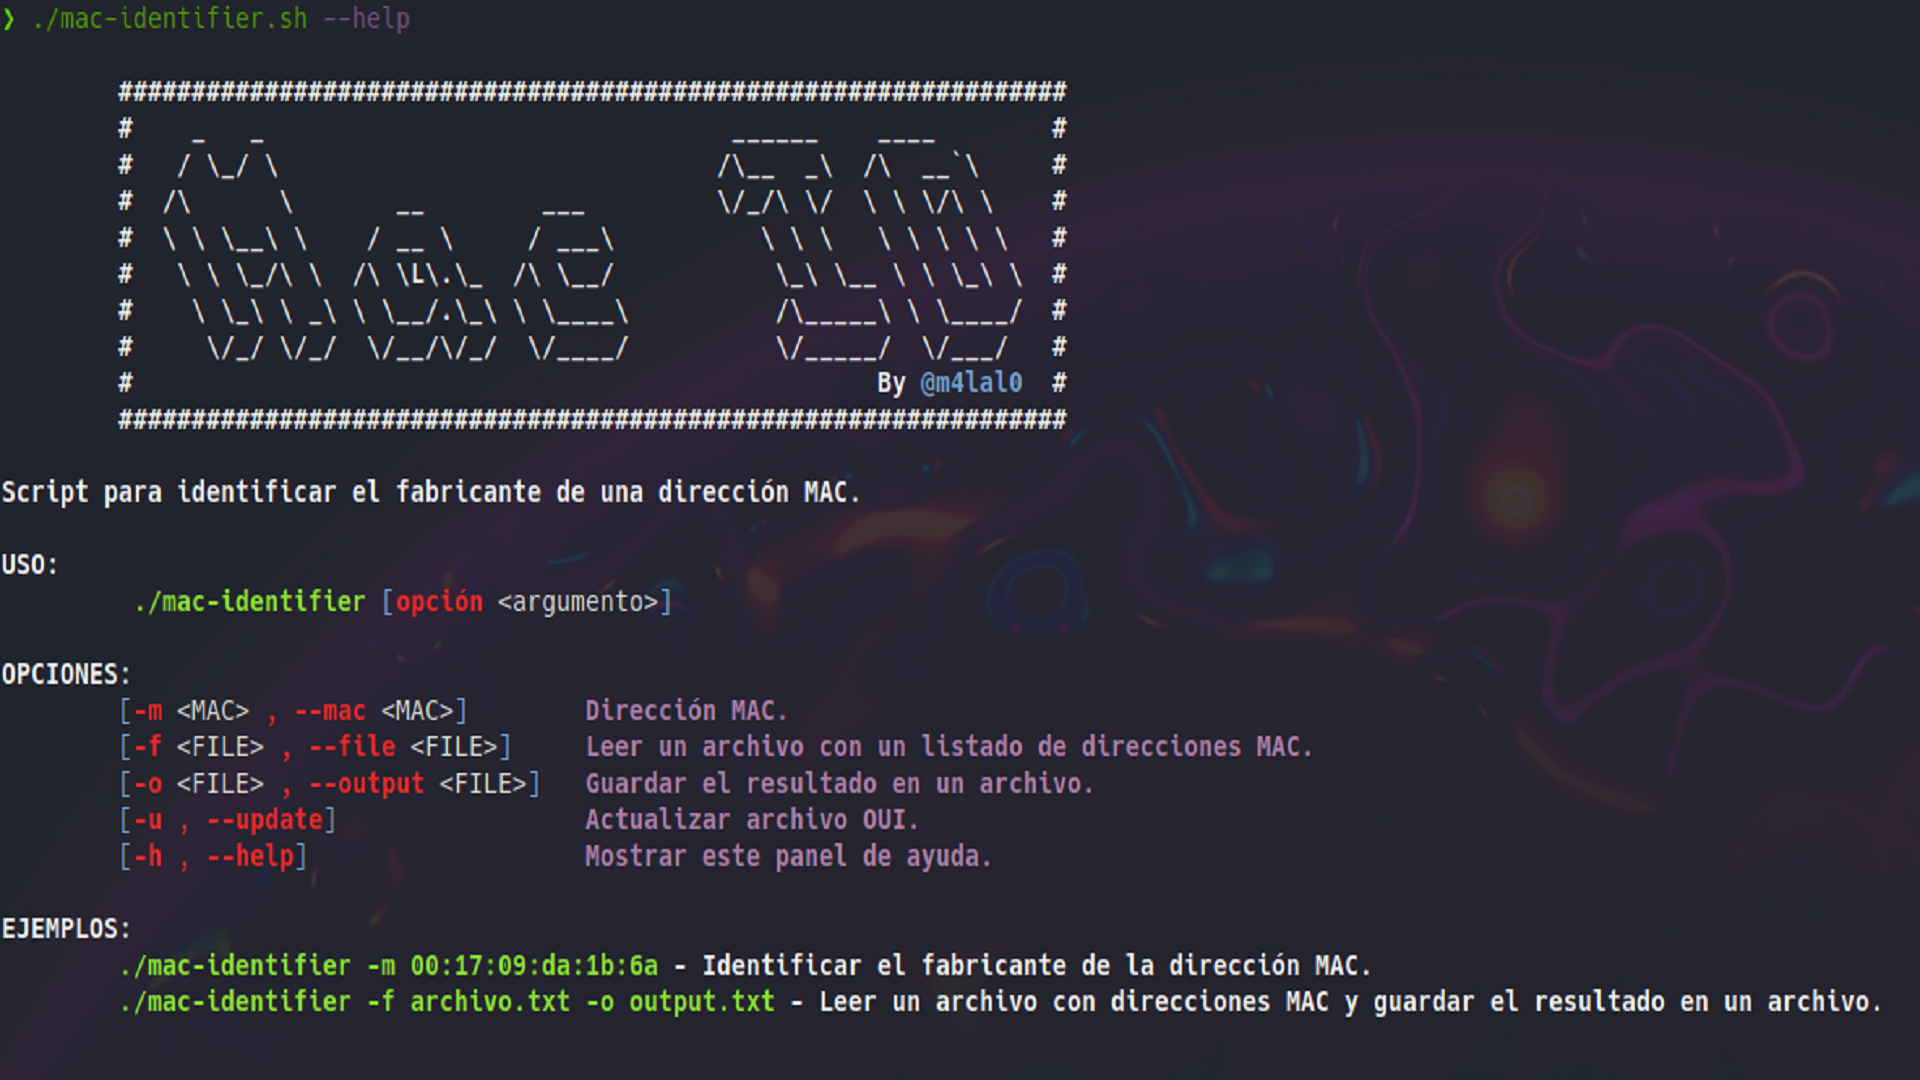 ❯ ./mac-identifier.sh --help
#################################################################
Mac ID
By @m4lal0
#################################################################
Script para identificar el fabricante de una dirección MAC.
USO:
./mac-identifier [opción <argumento>]
OPCIONES:
[-m <MAC> , --mac <MAC>] Dirección MAC.
[-f <FILE> , --file <FILE>] Leer un archivo con un listado de direcciones MAC.
[-o <FILE> , --output <FILE>] Guardar el resultado en un archivo.
[-u , --update] Actualizar archivo OUI.
[-h , --help] Mostrar este panel de ayuda.
EJEMPLOS:
./mac-identifier -m 00:17:09:da:1b:6a - Identificar el fabricante de la dirección MAC.
./mac-identifier -f archivo.txt -o output.txt - Leer un archivo con direcciones MAC y guardar el resultado en un archivo.